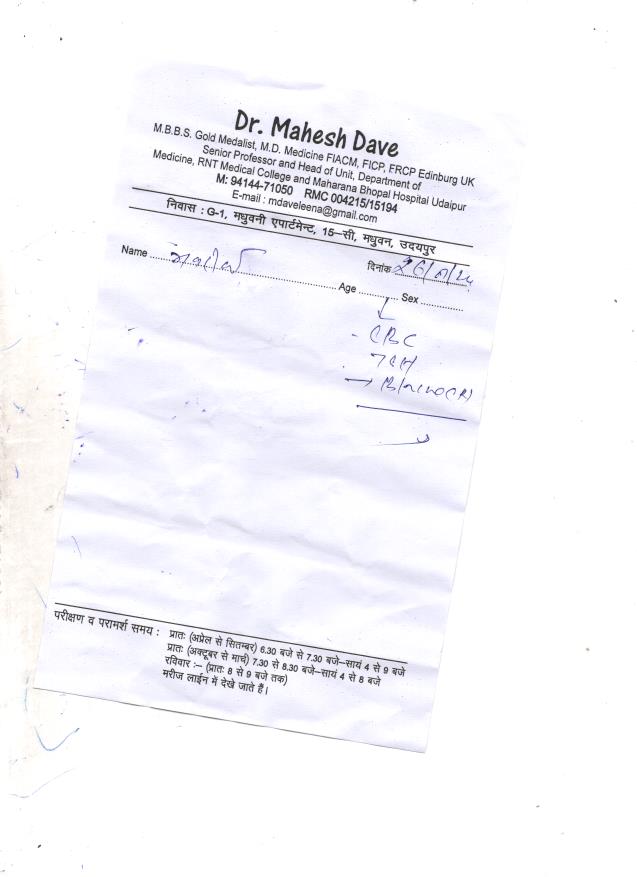 Dr. Mahesh Dave
M.B.B.S. Gold Medalist, M.D. Medicine FIACM, FICP, FRCP Edinburg UK
Senior Professor and Head of Unit, Department of
Medicine, RNT Medical College and Maharana Bhopal Hospital Udaipur
M: 94144-71050 RMC 004215/15194
E-mail : mdaveleena@gmail.com
निवास : G-1, मधुवनी एपार्टमेन्ट, 15–सी, मधुवन, उदयपुर
दिनांक
Name Age Sex
CBC
परीक्षण व परामर्श समय : प्रातः (अप्रेल से सितम्बर) 6.30 बजे से 7.30 बजे–सायं 4 से 9 बजे
प्रातः (अक्टूबर से मार्च) 7.30 से 8.30 बजे–सायं 4 से 8 बजे
रविवार :– (प्रातः 8 से 9 बजे तक)
मरीज लाईन में देखे जाते हैं।